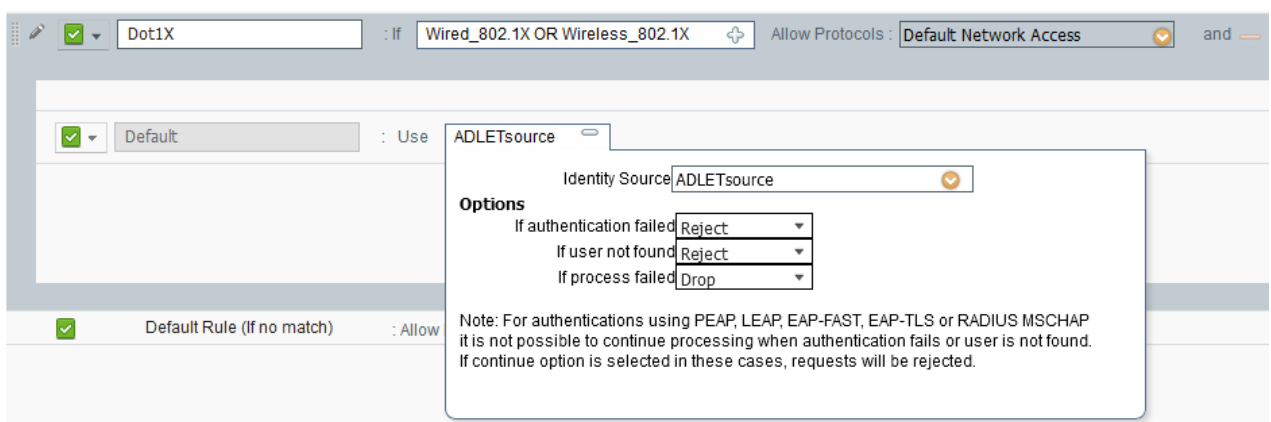 Dot1X : If Wired_802.1X OR Wireless_802.1X Allow Protocols : Default Network Access and
Default : Use ADLETsource
Identity Source ADLETsource
Options
If authentication failed Reject
If user not found Reject
If process failed Drop
Default Rule (If no match) : Allow
Note: For authentications using PEAP, LEAP, EAP-FAST, EAP-TLS or RADIUS MSCHAP
it is not possible to continue processing when authentication fails or user is not found.
If continue option is selected in these cases, requests will be rejected.